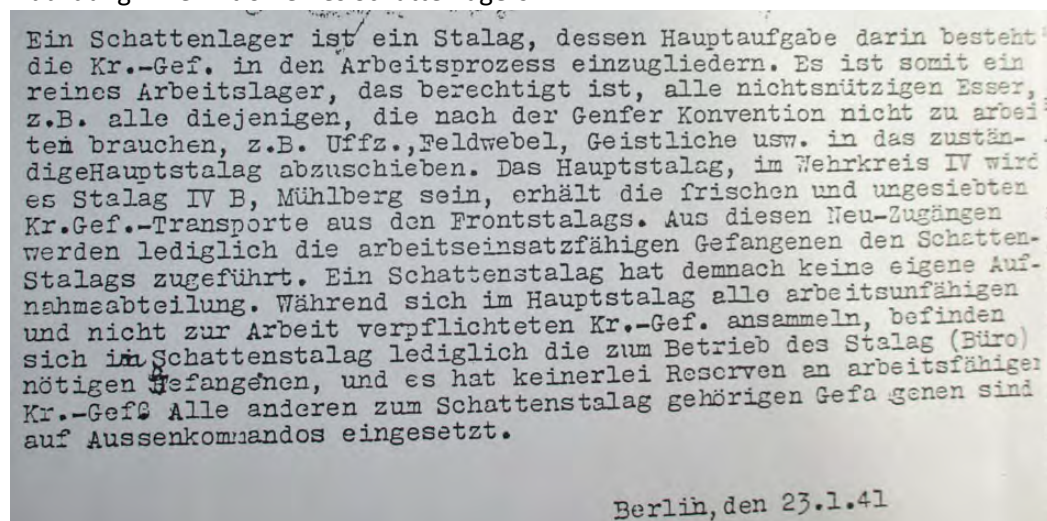 Ein Schattenlager ist ein Stalag, dessen Hauptaufgabe darin besteht
die Kr.-Gef. in den Arbeitsprozess einzugliedern. Es ist somit ein
reines Arbeitslager, das berechtigt ist, alle nichtsnützigen Esser,
z.B. alle diejenigen, die nach der Genfer Konvention nicht zu arbei
ten brauchen, z.B. Uffz.,Feldwebel, Geistliche usw. in das zustän-
digeHauptstalag abzuschieben. Das Hauptstalag, im Wehrkreis IV wird
es Stalag IV B, Mühlberg sein, erhält die frischen und ungesiebten
Kr.Gef.-Transporte aus den Frontstalags. Aus diesen Neu-Zugängen
werden lediglich die arbeitseinsatzfähigen Gefangenen den Schatten-
Stalags zugeführt. Ein Schattenstalag hat demnach keine eigene Auf-
nahmeabteilung. Während sich im Hauptstalag alle arbeitsunfähigen
und nicht zur Arbeit verpflichteten Kr.-Gef. ansammeln, befinden
sich im Schattenstalag lediglich die zum Betrieb des Stalag (Büro)
nötigen Gefangenen, und es hat keinerlei Reserven an arbeitsfähigen
Kr.-Gefß Alle anderen zum Schattenstalag gehörigen Gefa genen sind
auf Aussenkommandos eingesetzt.
Berlin, den 23.1.41